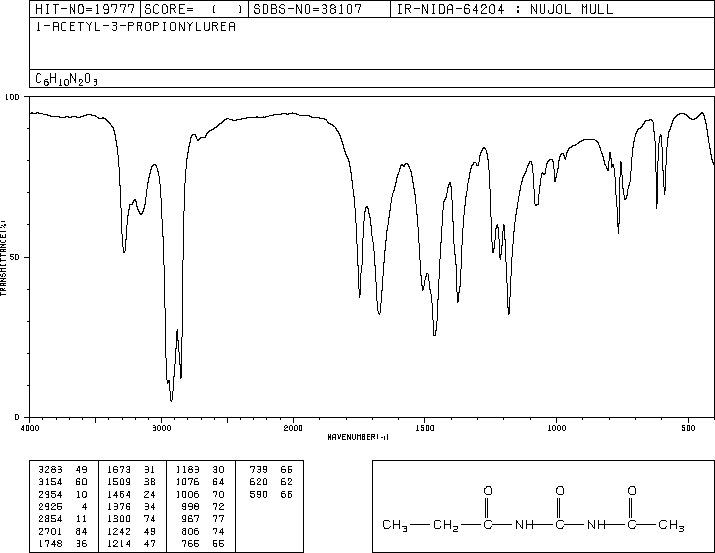 HIT-NO=19777 SCORE= ( ) SDBS-NO=38107 IR-NIDA-64204 : NUJOL MULL
1-ACETYL-3-PROPIONYLUREA
C6H10N2O3
100
50
0
TRANSMITTANCE(%)
4000 3000 2000 1500 1000 500
WAVENUMBER(-1)
3283 49 1673 31 1183 30 739 66
3154 60 1509 38 1076 64 620 62
2954 10 1464 24 1006 70 590 66
2925 4 1376 34 998 72
2854 11 1300 74 967 77
2701 84 1242 49 806 74
1748 36 1214 47 765 55
O O O
CH3 CH2 C NH C NH C CH3